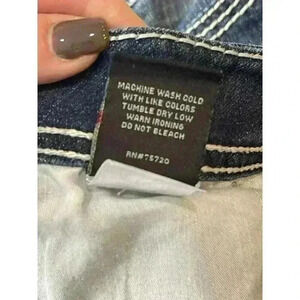 MACHINE WASH COLD
WITH LIKE COLORS
TUMBLE DRY LOW
WARM IRONING
DO NOT BLEACH
RN#75720